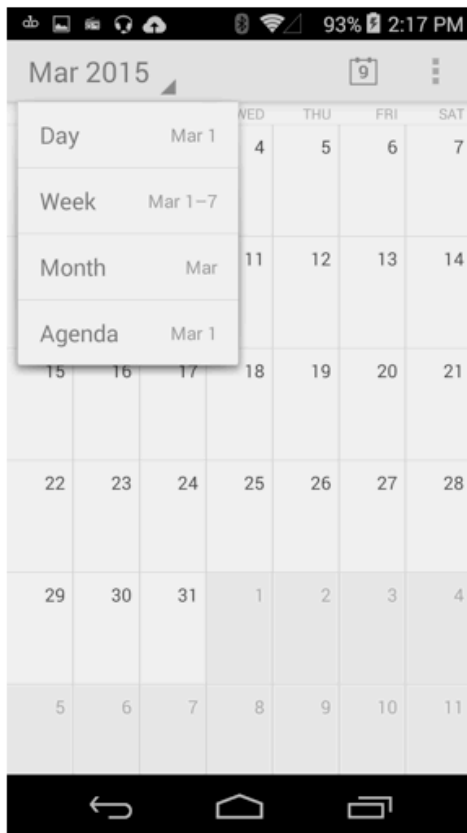 93% 2:17 PM
Mar 2015 9
WED THU FRI SAT
Day Mar 1
4 5 6 7
Week Mar 1–7
Month Mar
11 12 13 14
Agenda Mar 1
15 16 17 18 19 20 21
22 23 24 25 26 27 28
29 30 31 1 2 3 4
5 6 7 8 9 10 11